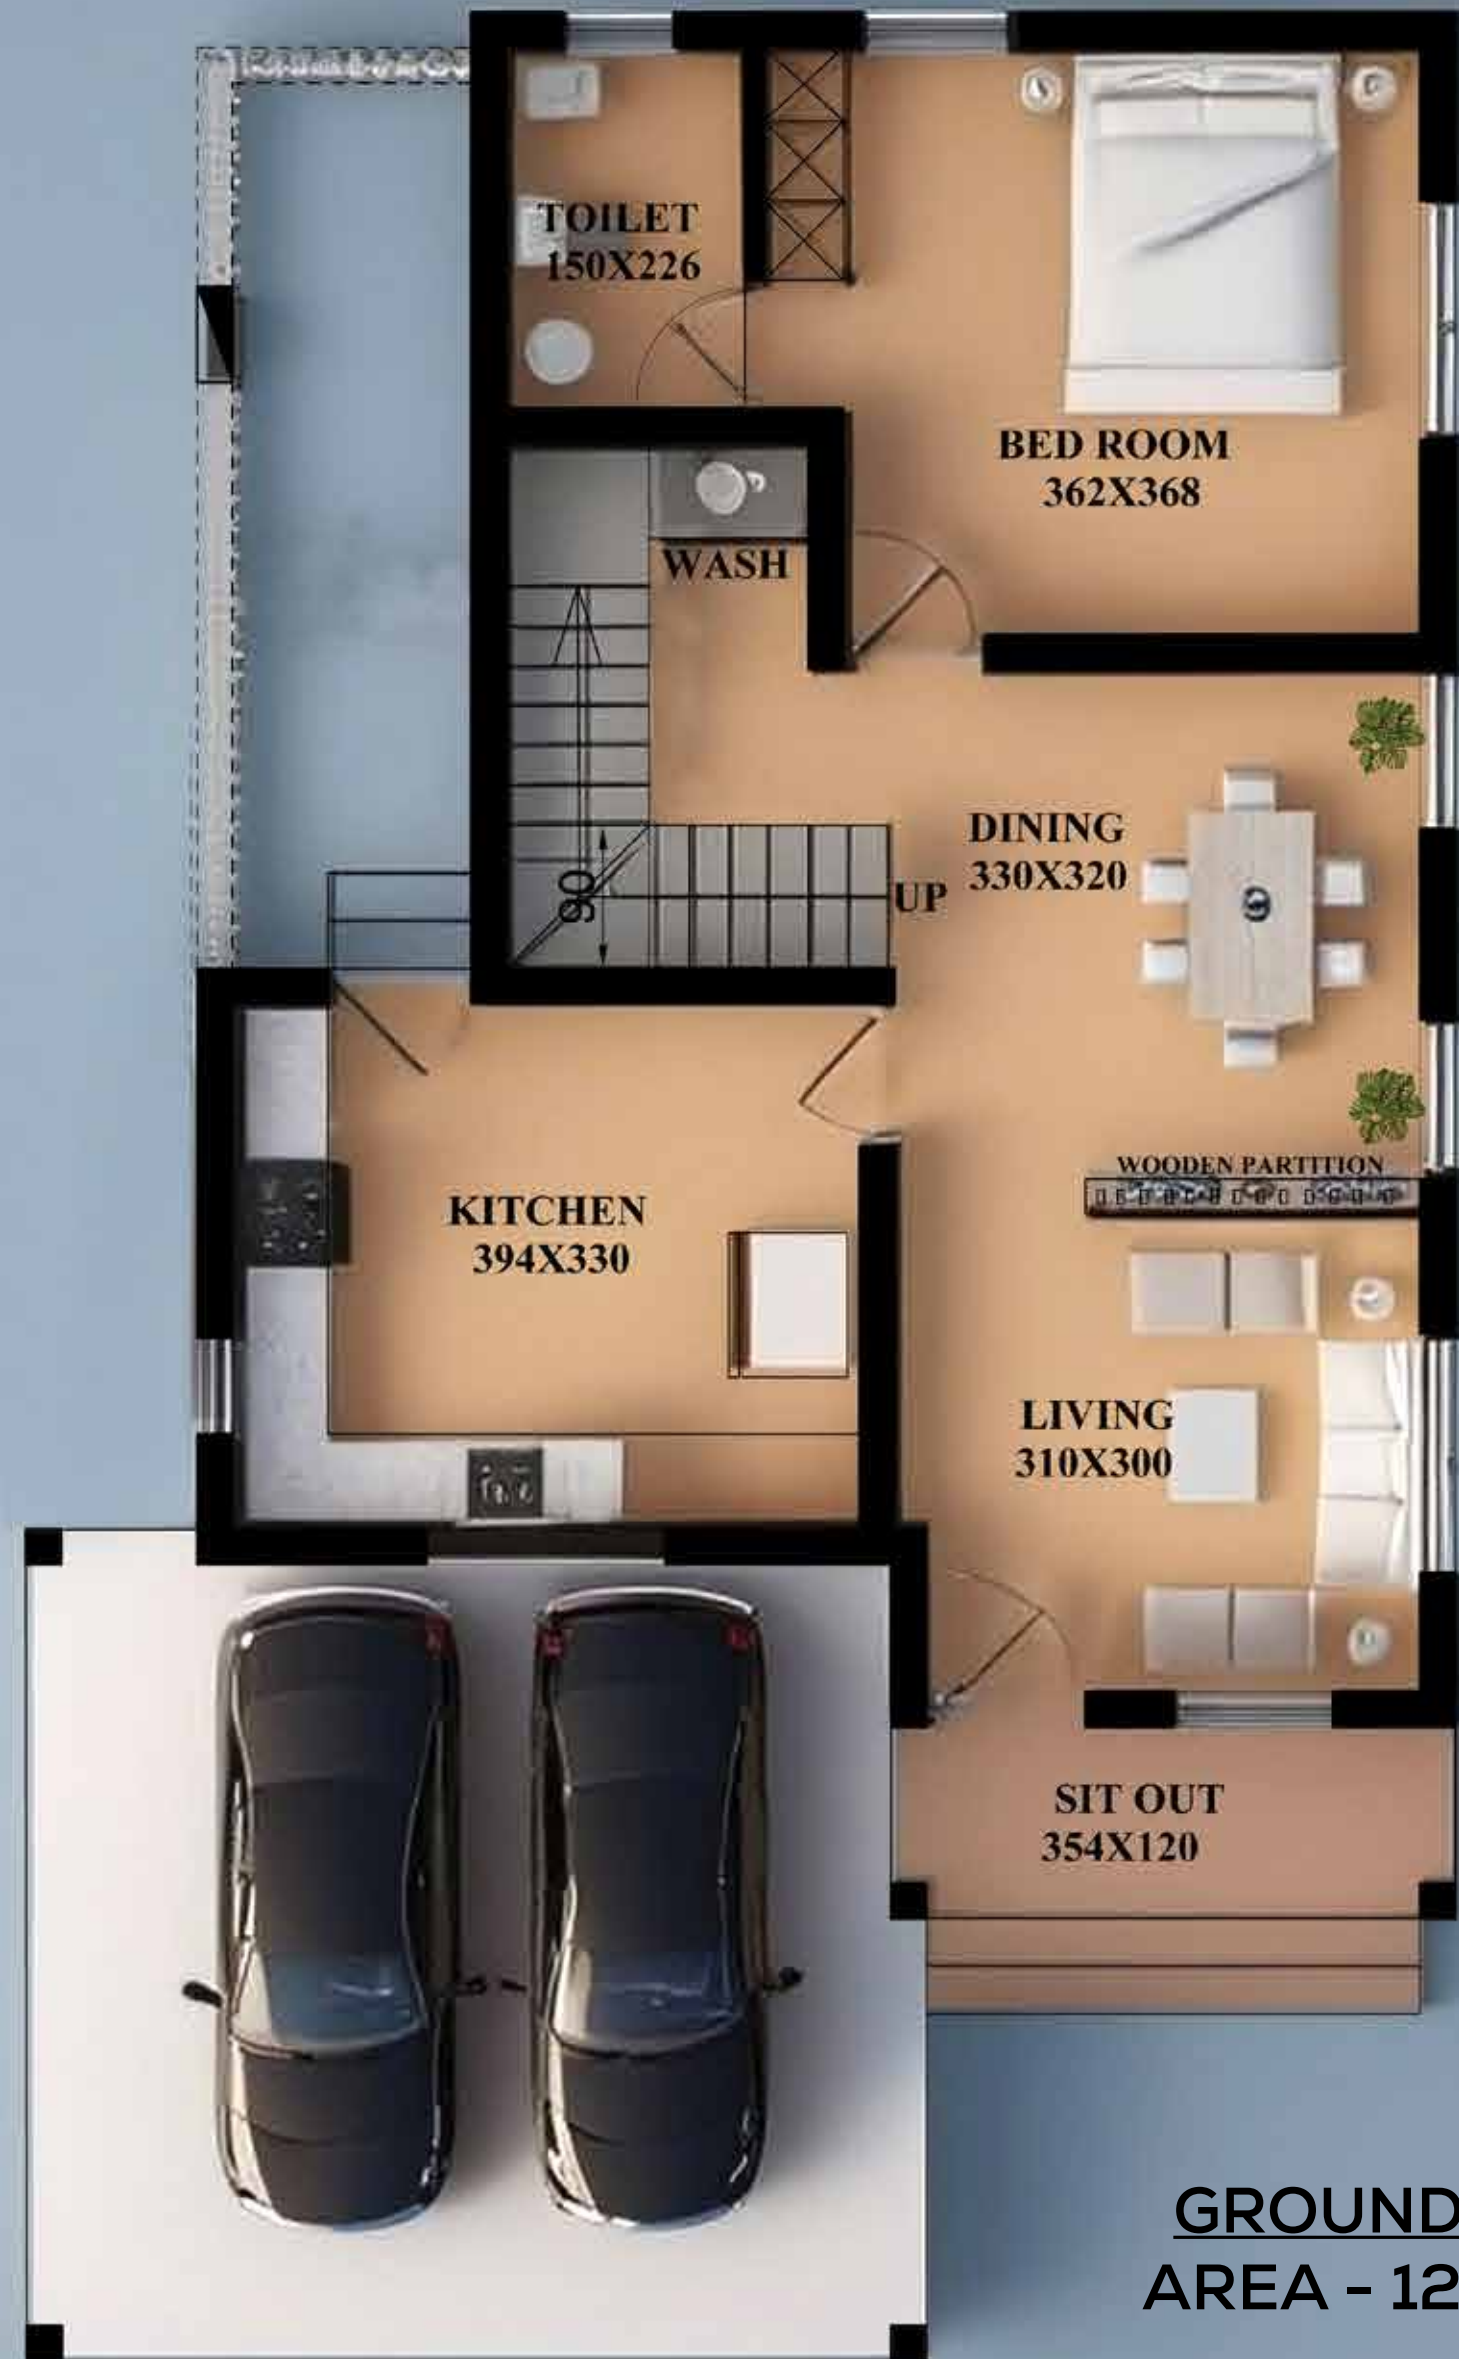 TOILET
150X226
BED ROOM
362X368
WASH
DINING
330X320
90
UP
WOODEN PARTITION
KITCHEN
394X330
LIVING
310X300
SIT OUT
354X120
GROUND
AREA - 12